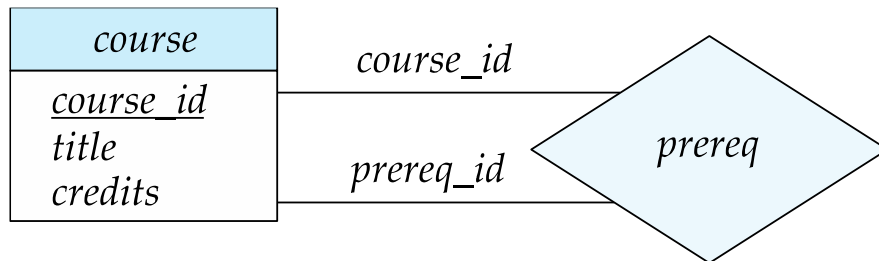 course
course_id
title
credits
course_id
prereq_id
prereq